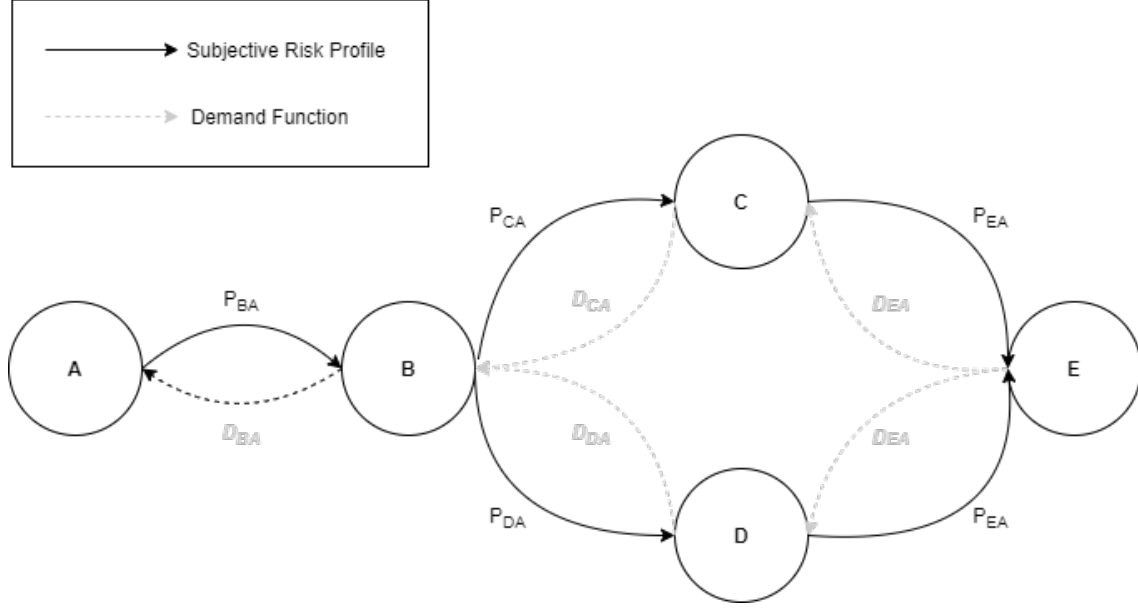 Subjective Risk Profile
Demand Function
C
P_CA
P_EA
D_CA
D_EA
P_BA
A
B
E
D_BA
D_DA
D_EA
P_DA
P_EA
D